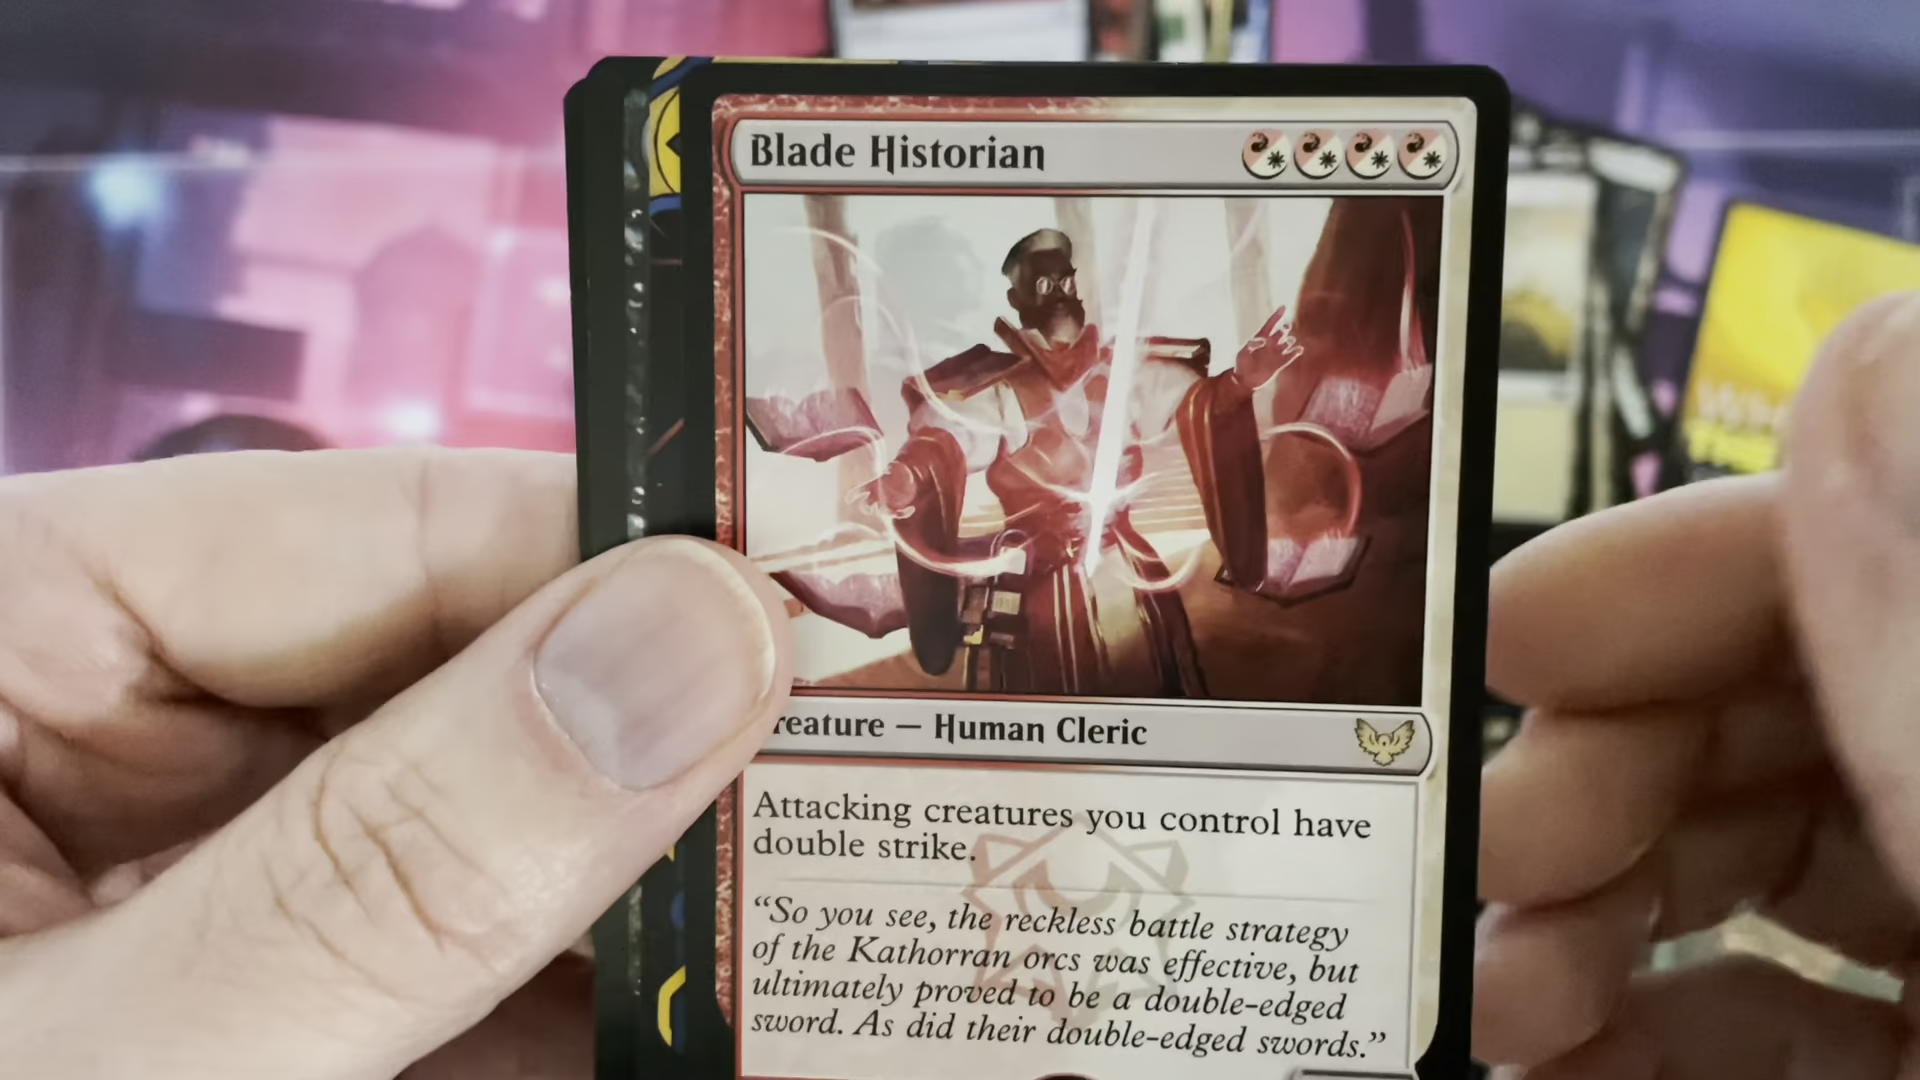 Blade Historian
reature — Human Cleric
Attacking creatures you control have
double strike.
“So you see, the reckless battle strategy
of the Kathorran orcs was effective, but
ultimately proved to be a double-edged
sword. As did their double-edged swords.”